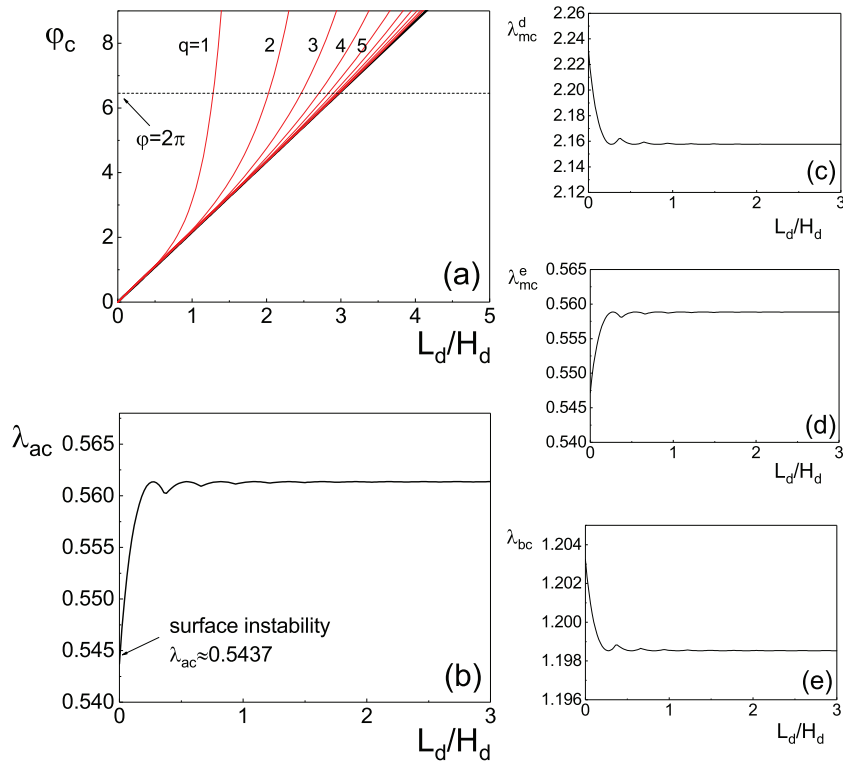 φc
8
6
4
2
0
q=1
2
3
4
5
φ=2π
(a)
0
1
2
3
4
5
Ld/Hd
λac
0.565
0.560
0.555
0.550
0.545
0.540
surface instability
λac≈0.5437
(b)
0
1
2
3
Ld/Hd
λdmc
2.26
2.24
2.22
2.20
2.18
2.16
2.14
2.12
(c)
0
1
2
3
Ld/Hd
λemc
0.565
0.560
0.555
0.550
0.545
0.540
(d)
0
1
2
3
Ld/Hd
λbc
1.204
1.202
1.200
1.198
1.196
(e)
0
1
2
3
Ld/Hd